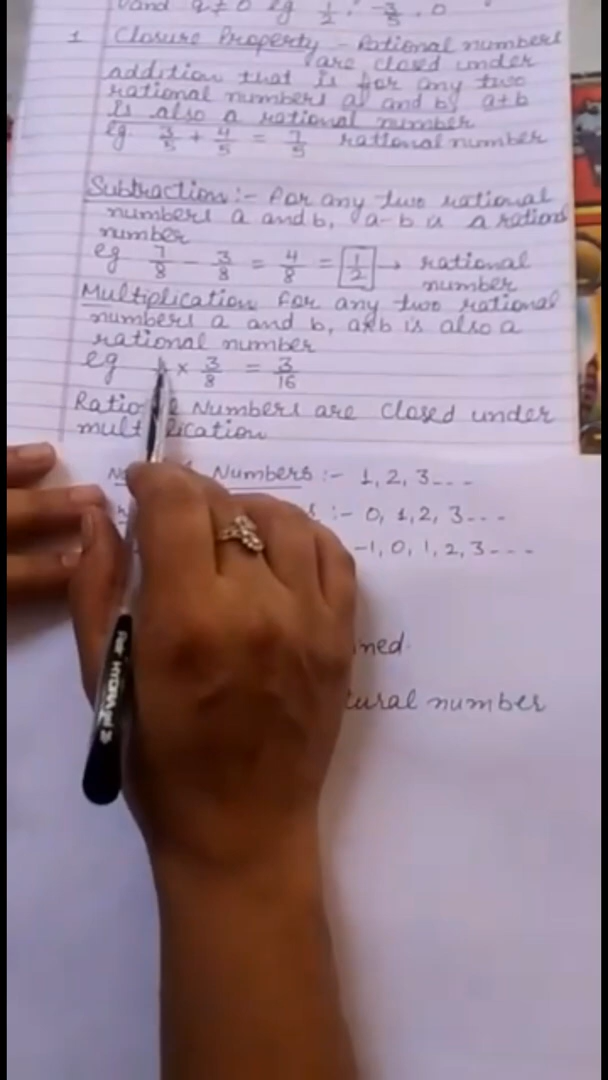 and q ≠ 0 eg 1/2, -3/5, 0
1 Closure Property - Rational numbers
are closed under
addition that is for any two
rational numbers a and b, a+b
is also a rational number
eg. 3/5 + 4/5 = 7/5 rational number
Subtraction :- For any two rational
numbers a and b, a-b is a rational
number
eg 7/8 - 3/8 = 4/8 = 1/2 → rational
number
Multiplication For any two rational
numbers a and b, a×b is also a
rational number
eg × 3/8 = 3/16
Numbers are closed under
Numbers :- 1, 2, 3---
:- 0, 1, 2, 3---
-1, 0, 1, 2, 3----
number